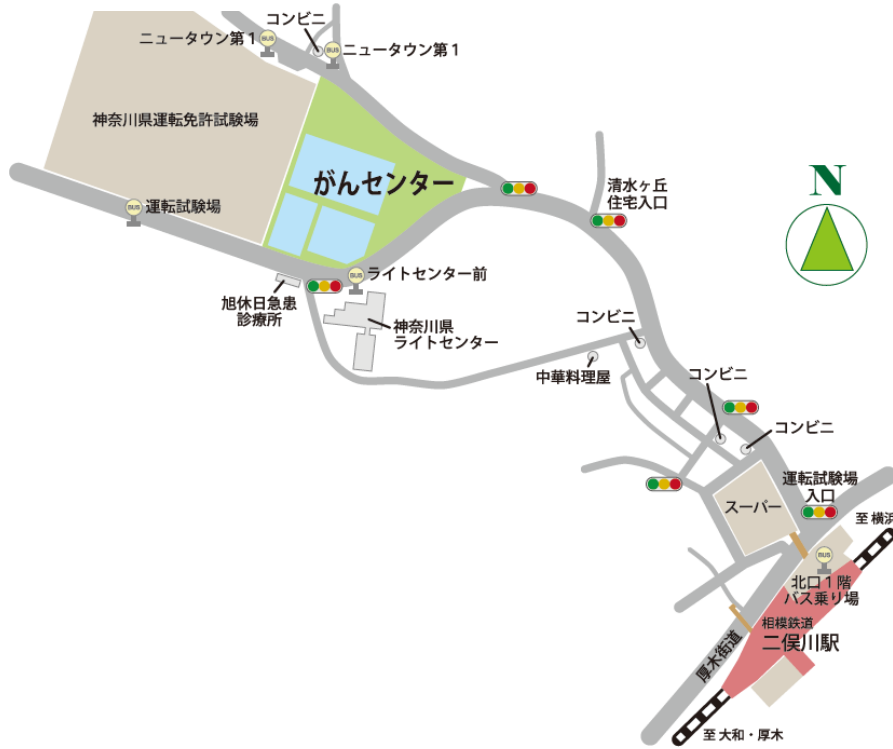 コンビニ
ニュータウン第1
BUS
BUS
ニュータウン第1
神奈川県運転免許試験場
がんセンター
清水ヶ丘
住宅入口
N
BUS
運転試験場
BUS
ライトセンター前
旭休日急患
診療所
神奈川県
ライトセンター
コンビニ
中華料理屋
コンビニ
コンビニ
運転試験場
入口
スーパー
至 横浜
BUS
北口1階
バス乗り場
相模鉄道
二俣川駅
厚木街道
至 大和・厚木